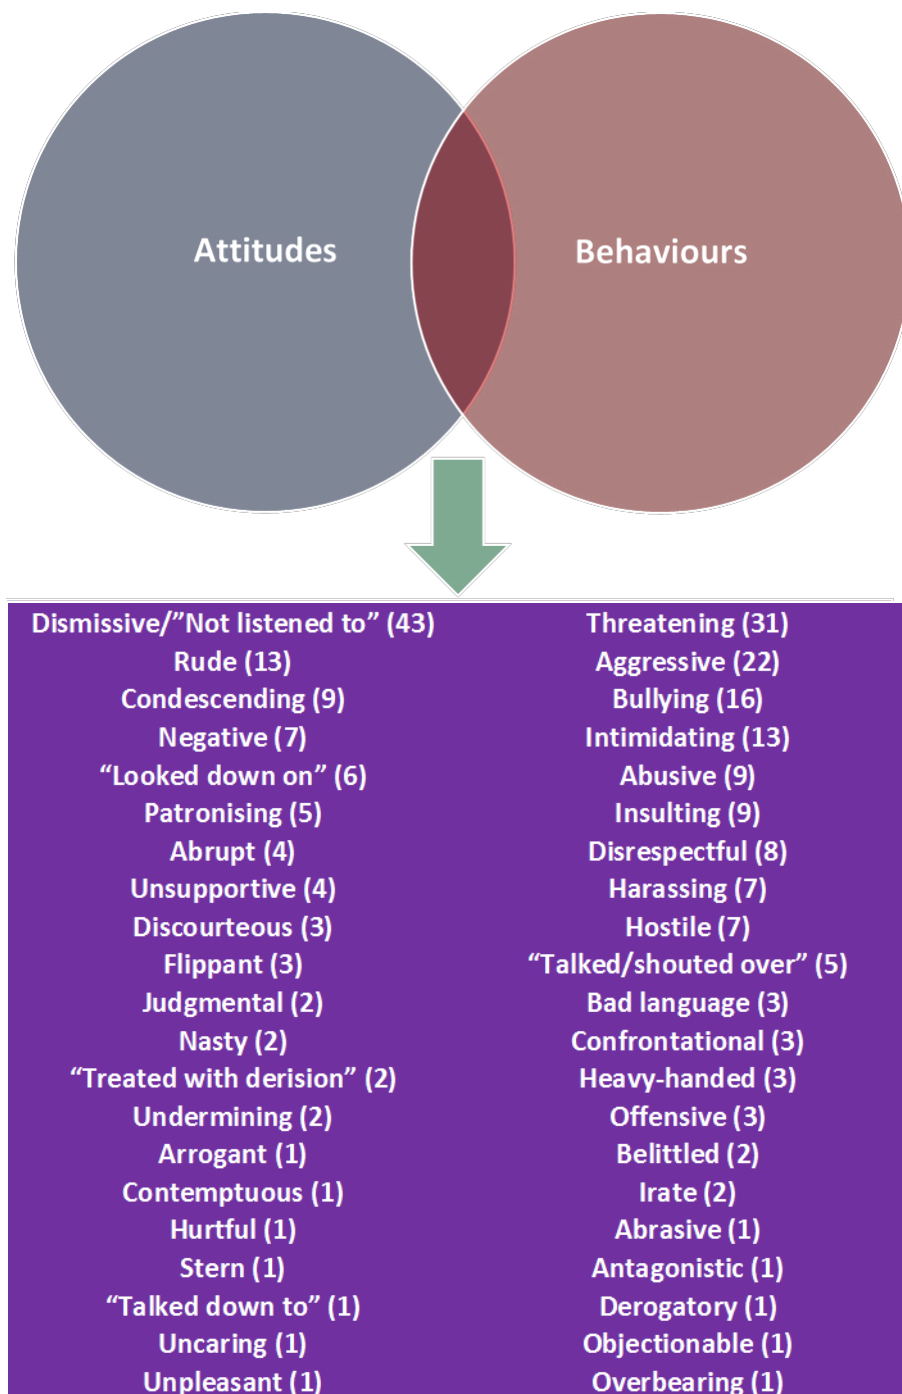 Attitudes
Behaviours
Dismissive/”Not listened to” (43)
Rude (13)
Condescending (9)
Negative (7)
“Looked down on” (6)
Patronising (5)
Abrupt (4)
Unsupportive (4)
Discourteous (3)
Flippant (3)
Judgmental (2)
Nasty (2)
“Treated with derision” (2)
Undermining (2)
Arrogant (1)
Contemptuous (1)
Hurtful (1)
Stern (1)
“Talked down to” (1)
Uncaring (1)
Unpleasant (1)
Threatening (31)
Aggressive (22)
Bullying (16)
Intimidating (13)
Abusive (9)
Insulting (9)
Disrespectful (8)
Harassing (7)
Hostile (7)
“Talked/shouted over” (5)
Bad language (3)
Confrontational (3)
Heavy-handed (3)
Offensive (3)
Belittled (2)
Irate (2)
Abrasive (1)
Antagonistic (1)
Derogatory (1)
Objectionable (1)
Overbearing (1)